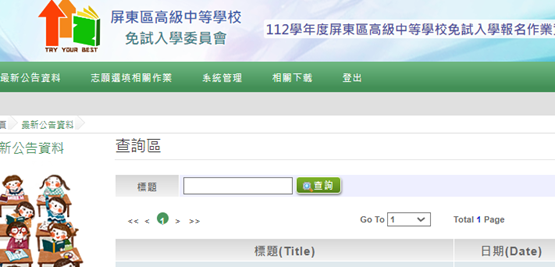 屏東區高級中等學校
免試入學委員會
TRY YOUR BEST
112學年度屏東區高級中等學校免試入學報名作業
最新公告資料 志願選填相關作業 系統管理 相關下載 登出
最新公告資料
新公告資料
查詢區
標題 查詢
<< < 1 > >> Go To 1 Total 1 Page
標題(Title) 日期(Date)